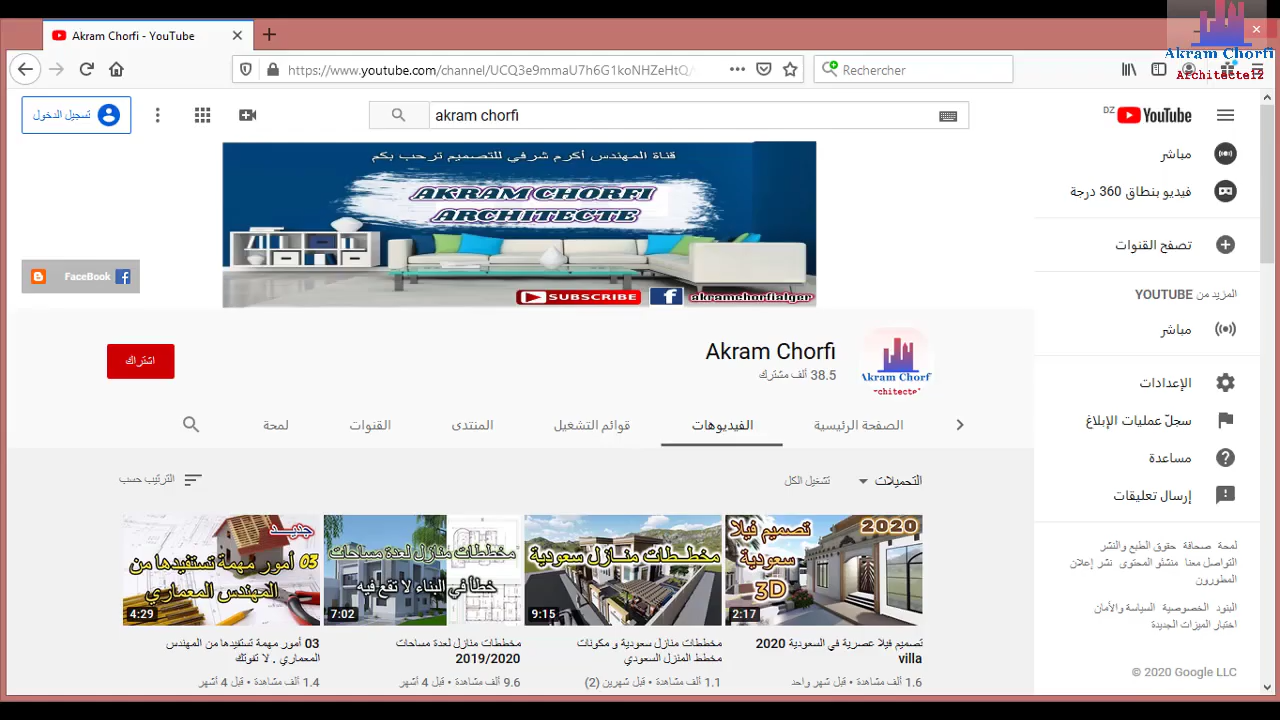 Akram Chorfi - YouTube
Akram Chorfi
Architecte
https://www.youtube.com/channel/UCQ3e9mmaU7h6G1koNHZeHtQ/
Rechercher
تسجيل الدخول
akram chorfi
DZ
YouTube
قناة المهندس أكرم شرفي للتصميم ترحب بكم
AKRAM CHORFI
ARCHITECTE
FaceBook
SUBSCRIBE
akramchorfialger
مباشر
فيديو بنطاق 360 درجة
تصفح القنوات
المزيد من YOUTUBE
مباشر
الإعدادات
سجلّ عمليات الإبلاغ
مساعدة
إرسال تعليقات
لمحة صحافة حقوق الطبع والنشر
التواصل معنا منشئو المحتوى نشر إعلان
المطورون
البنود الخصوصية السياسة والأمان
اختبار الميزات الجديدة
© 2020 Google LLC
Akram Chorfi
38.5 ألف مشترك
اشتراك
Akram Chorf
chitecte
الصفحة الرئيسية
الفيديوهات
قوائم التشغيل
المنتدى
القنوات
لمحة
التحميلات
تشغيل الكل
الترتيب حسب
2020
تصميم فيلا
سعودية
3D
2:17
تصميم فيلا عصرية في السعودية 2020
villa
1.6 ألف مشاهدة • قبل شهر واحد
مخططات منازل سعودية
9:15
مخططات منازل سعودية و مكونات
مخطط المنزل السعودي
1.1 ألف مشاهدة • قبل شهرين (2)
مخططات منازل لعدة مساحات
خطأ في البناء لا تقع فيه
7:02
مخططات منازل لعدة مساحات
2019/2020
9.6 ألف مشاهدة • قبل 4 أشهر
جديد
03 أمور مهمة تستفيدها من
المهندس المعماري
4:29
03 أمور مهمة تستفيدها من المهندس
المعماري . لا تفوتك
1.4 ألف مشاهدة • قبل 4 أشهر